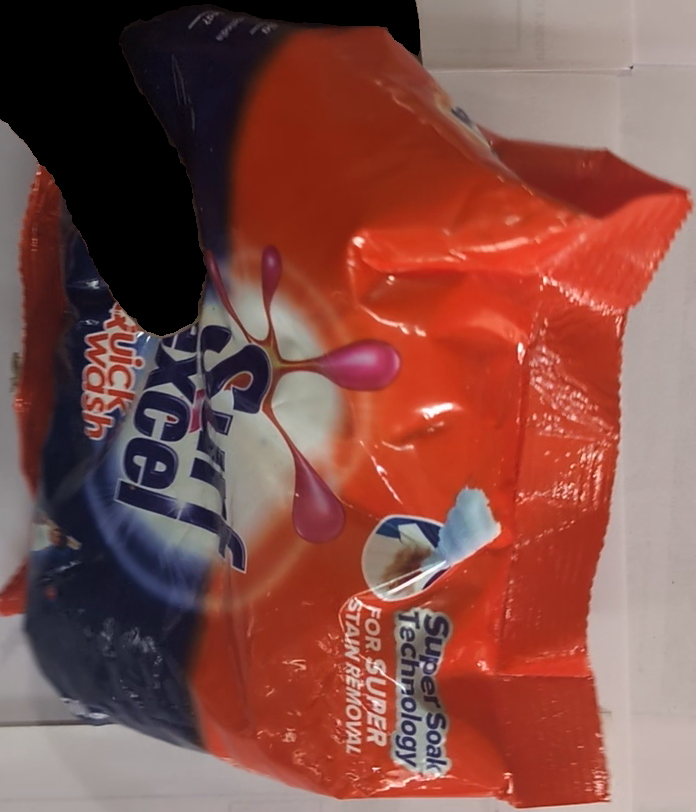 Super Soak
Technology
FOR SUPER
STAIN REMOVAL
Surf
excel
Quick
wash